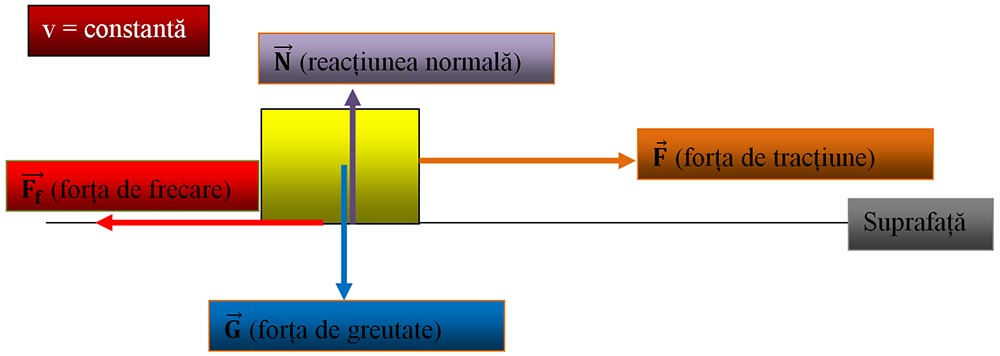 v = constantă
N (reacțiunea normală)
F (forța de tracțiune)
Ff (forța de frecare)
Suprafață
G (forța de greutate)